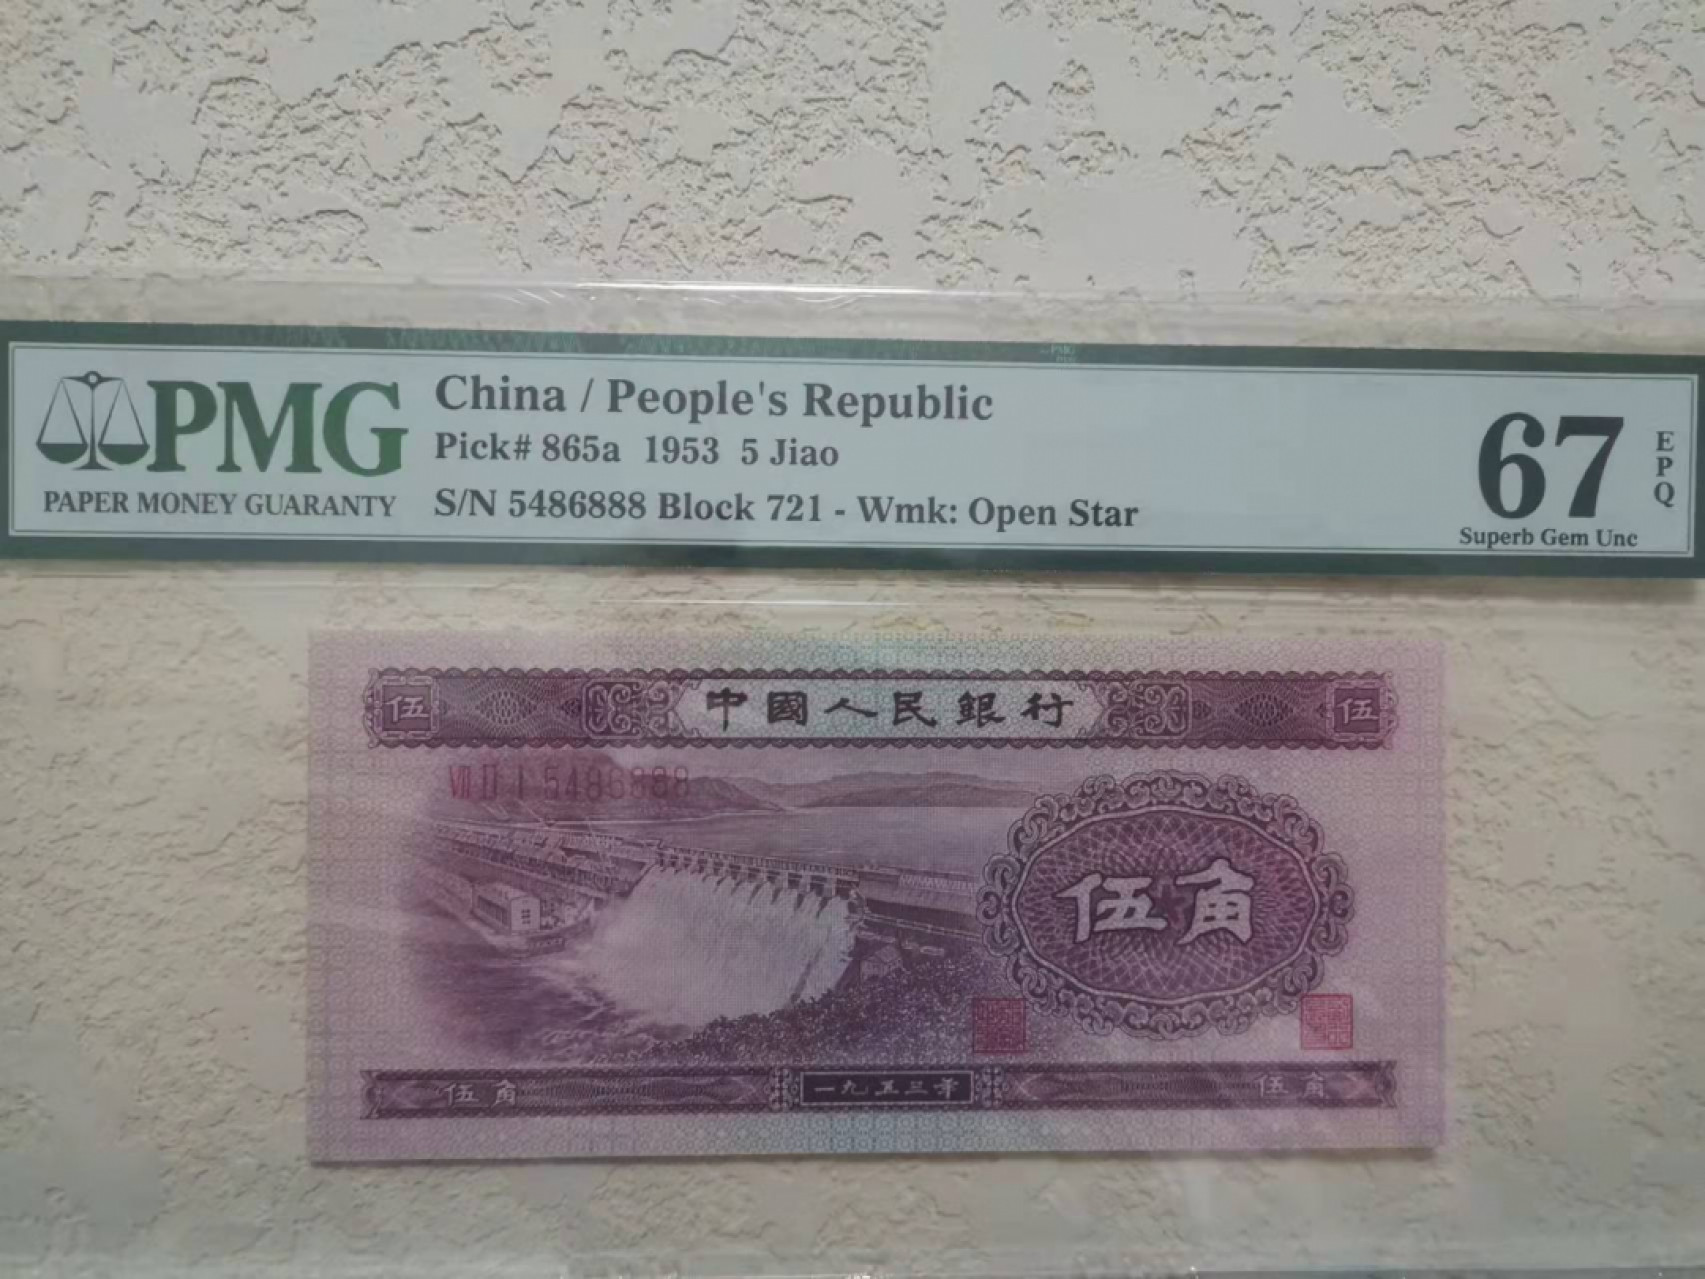 PMG
PAPER MONEY GUARANTY
China / People's Republic
Pick# 865a 1953 5 Jiao
S/N 5486888 Block 721 - Wmk: Open Star
67
EPQ
Superb Gem Unc
伍 中國人民銀行 伍
VII II I 5486888
伍角
伍角 一九五三年 伍角